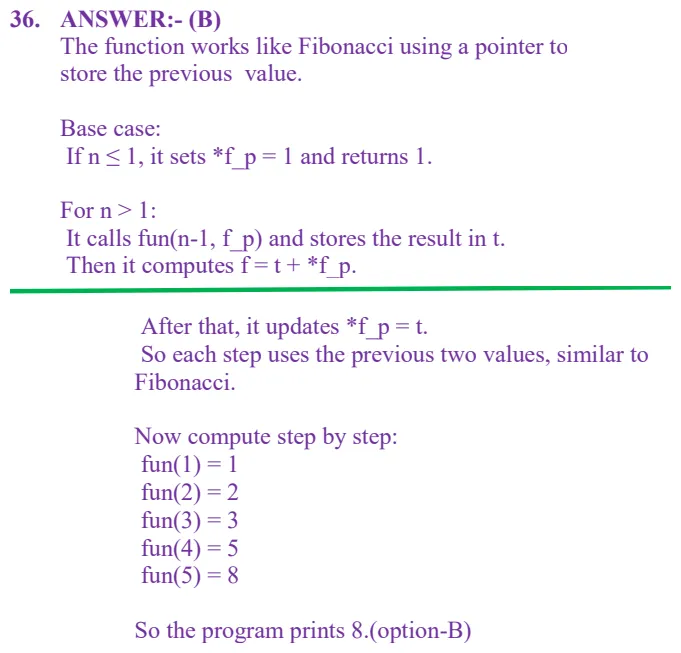 36. ANSWER:- (B)
The function works like Fibonacci using a pointer to
store the previous  value.
Base case:
If n ≤ 1, it sets *f_p = 1 and returns 1.
For n > 1:
It calls fun(n-1, f_p) and stores the result in t.
Then it computes f = t + *f_p.
After that, it updates *f_p = t.
So each step uses the previous two values, similar to
Fibonacci.
Now compute step by step:
fun(1) = 1
fun(2) = 2
fun(3) = 3
fun(4) = 5
fun(5) = 8
So the program prints 8.(option-B)